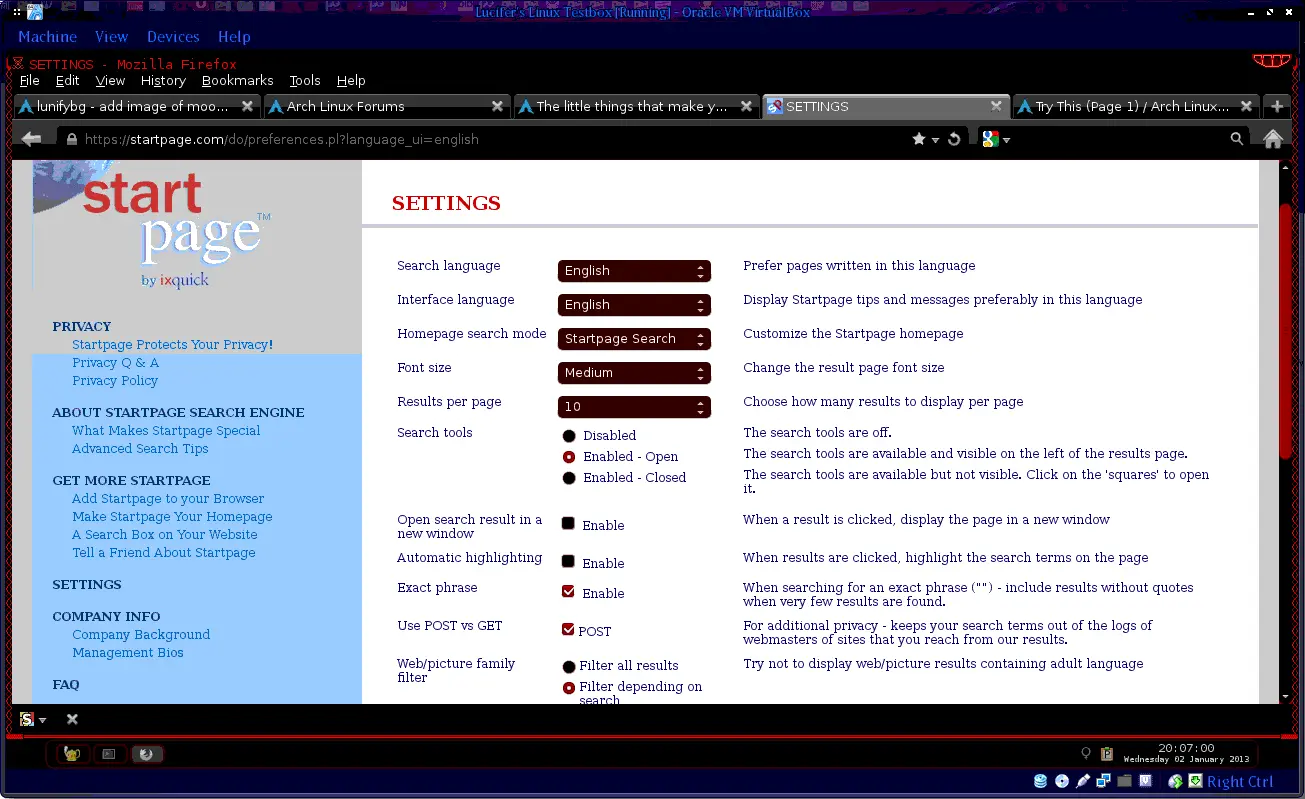 Lucifer's Linux Testbox [Running] - Oracle VM VirtualBox
Machine View Devices Help
SETTINGS - Mozilla Firefox
File Edit View History Bookmarks Tools Help
lunifybg - add image of moo... Arch Linux Forums The little things that make y... SETTINGS Try This (Page 1) / Arch Linux...
https://startpage.com/do/preferences.pl?language_ui=english
start
page™
by ixquick
PRIVACY
Startpage Protects Your Privacy!
Privacy Q & A
Privacy Policy
ABOUT STARTPAGE SEARCH ENGINE
What Makes Startpage Special
Advanced Search Tips
GET MORE STARTPAGE
Add Startpage to your Browser
Make Startpage Your Homepage
A Search Box on Your Website
Tell a Friend About Startpage
SETTINGS
COMPANY INFO
Company Background
Management Bios
FAQ
SETTINGS
Search language English Prefer pages written in this language
Interface language English Display Startpage tips and messages preferably in this language
Homepage search mode Startpage Search Customize the Startpage homepage
Font size Medium Change the result page font size
Results per page 10 Choose how many results to display per page
Search tools Disabled The search tools are off.
Enabled - Open The search tools are available and visible on the left of the results page.
Enabled - Closed The search tools are available but not visible. Click on the 'squares' to open
it.
Open search result in a
new window
Enable
When a result is clicked, display the page in a new window
Automatic highlighting Enable When results are clicked, highlight the search terms on the page
Exact phrase Enable When searching for an exact phrase ("") - include results without quotes
when very few results are found.
Use POST vs GET POST For additional privacy - keeps your search terms out of the logs of
webmasters of sites that you reach from our results.
Web/picture family
filter
Filter all results
Filter depending on
search
Try not to display web/picture results containing adult language
20:07:00
Wednesday 02 January 2013
Right Ctrl